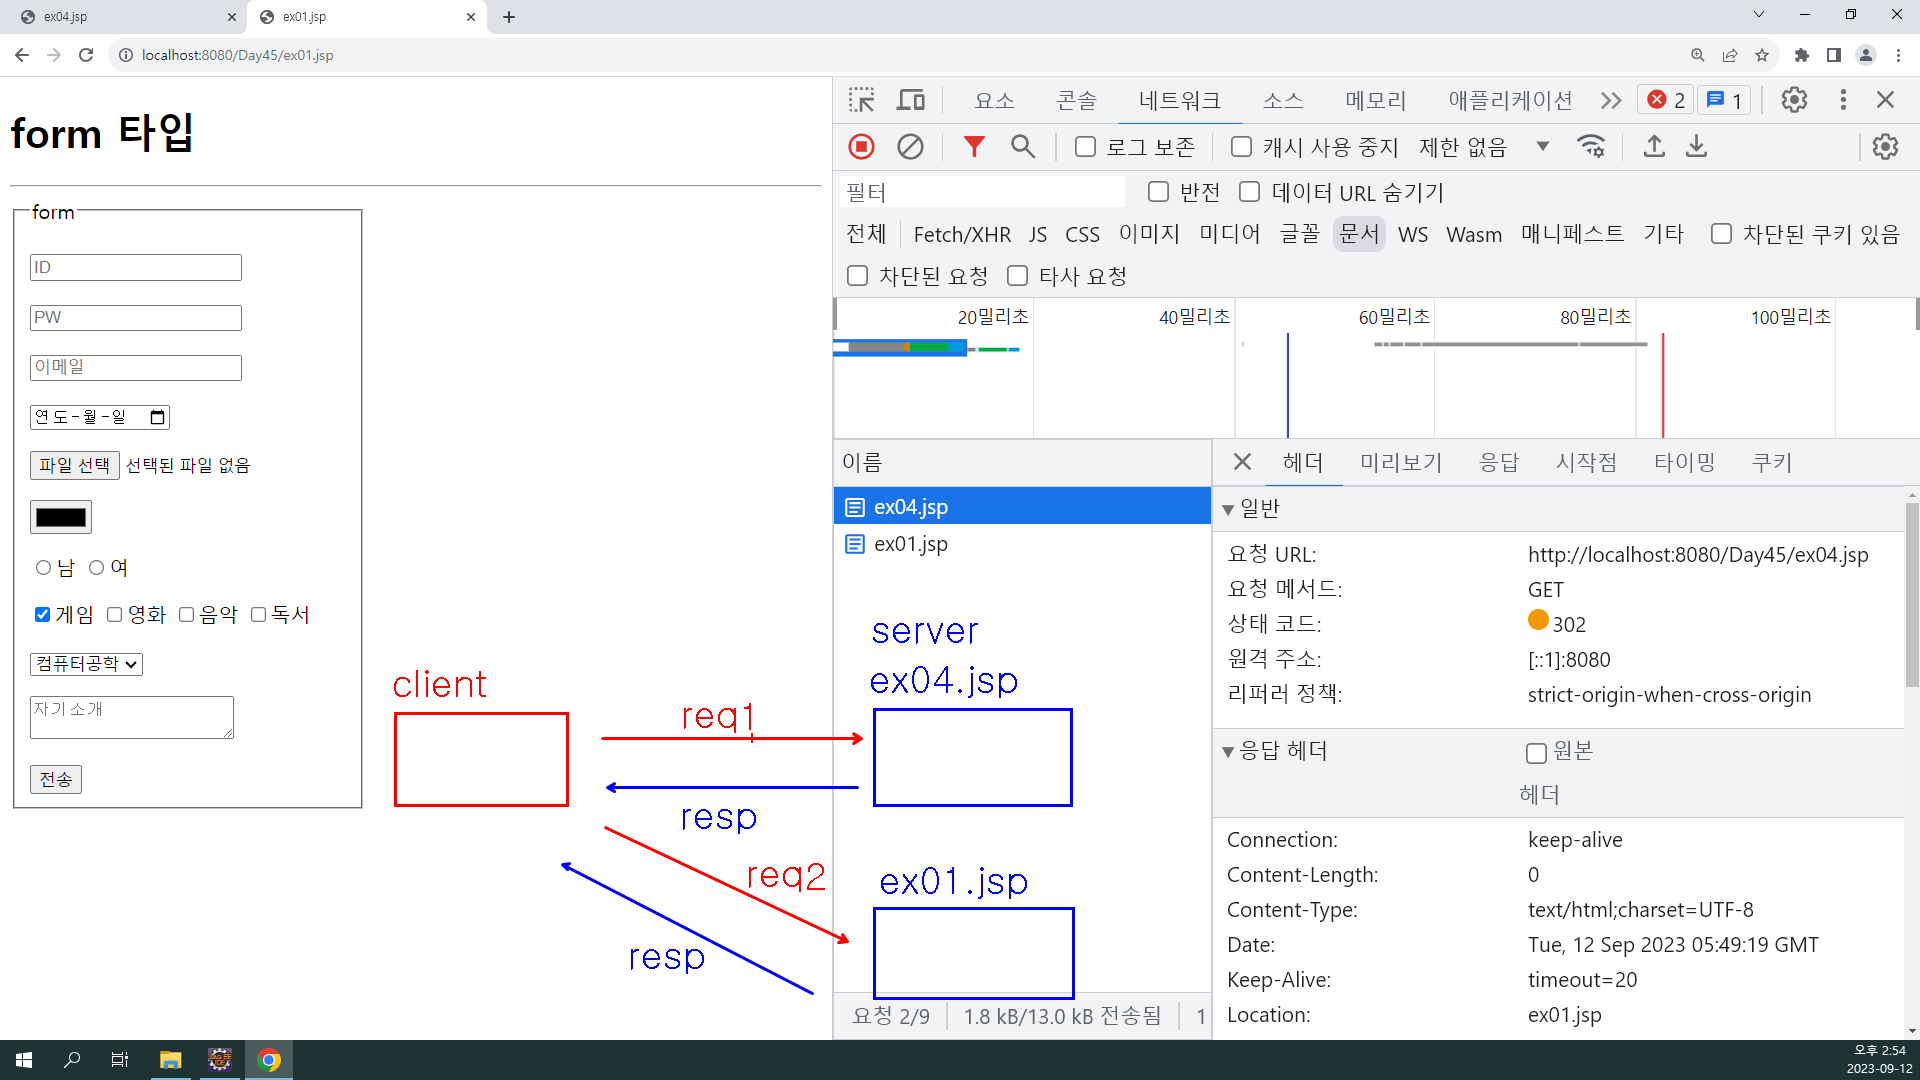 ex04.jsp
ex01.jsp
localhost:8080/Day45/ex01.jsp
form 타입
form
ID
PW
이메일
연도-월-일
파일 선택 선택된 파일 없음
남 여
게임 영화 음악 독서
컴퓨터공학
자기소개
전송
client
req1
resp
req2
resp
server
ex04.jsp
ex01.jsp
요소 콘솔 네트워크 소스 메모리 애플리케이션 2 1
로그 보존 캐시 사용 중지 제한 없음
필터 반전 데이터 URL 숨기기
전체 Fetch/XHR JS CSS 이미지 미디어 글꼴 문서 WS Wasm 매니페스트 기타 차단된 쿠키 있음
차단된 요청 타사 요청
20밀리초 40밀리초 60밀리초 80밀리초 100밀리초
이름
ex04.jsp
ex01.jsp
요청 2/9 1.8 kB/13.0 kB 전송됨 1
헤더 미리보기 응답 시작점 타이밍 쿠키
일반
요청 URL: http://localhost:8080/Day45/ex04.jsp
요청 메서드: GET
상태 코드: 302
원격 주소: [::1]:8080
리퍼러 정책: strict-origin-when-cross-origin
응답 헤더 원본
헤더
Connection: keep-alive
Content-Length: 0
Content-Type: text/html;charset=UTF-8
Date: Tue, 12 Sep 2023 05:49:19 GMT
Keep-Alive: timeout=20
Location: ex01.jsp
오후 2:54
2023-09-12